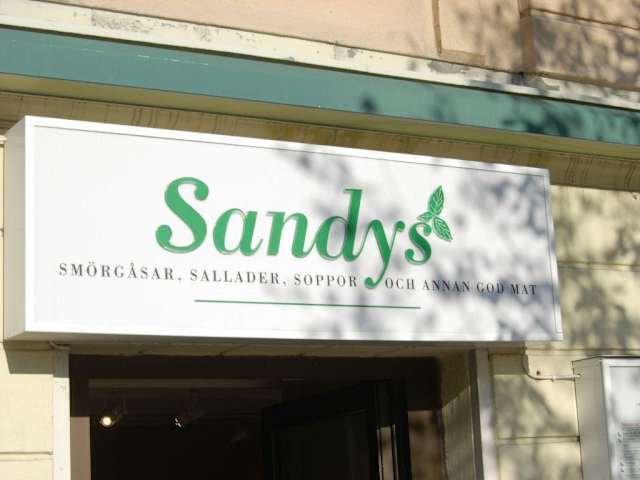 Sandys
SMÖRGÅSAR, SALLADER, SOPPOR OCH ANNAN GOD MAT